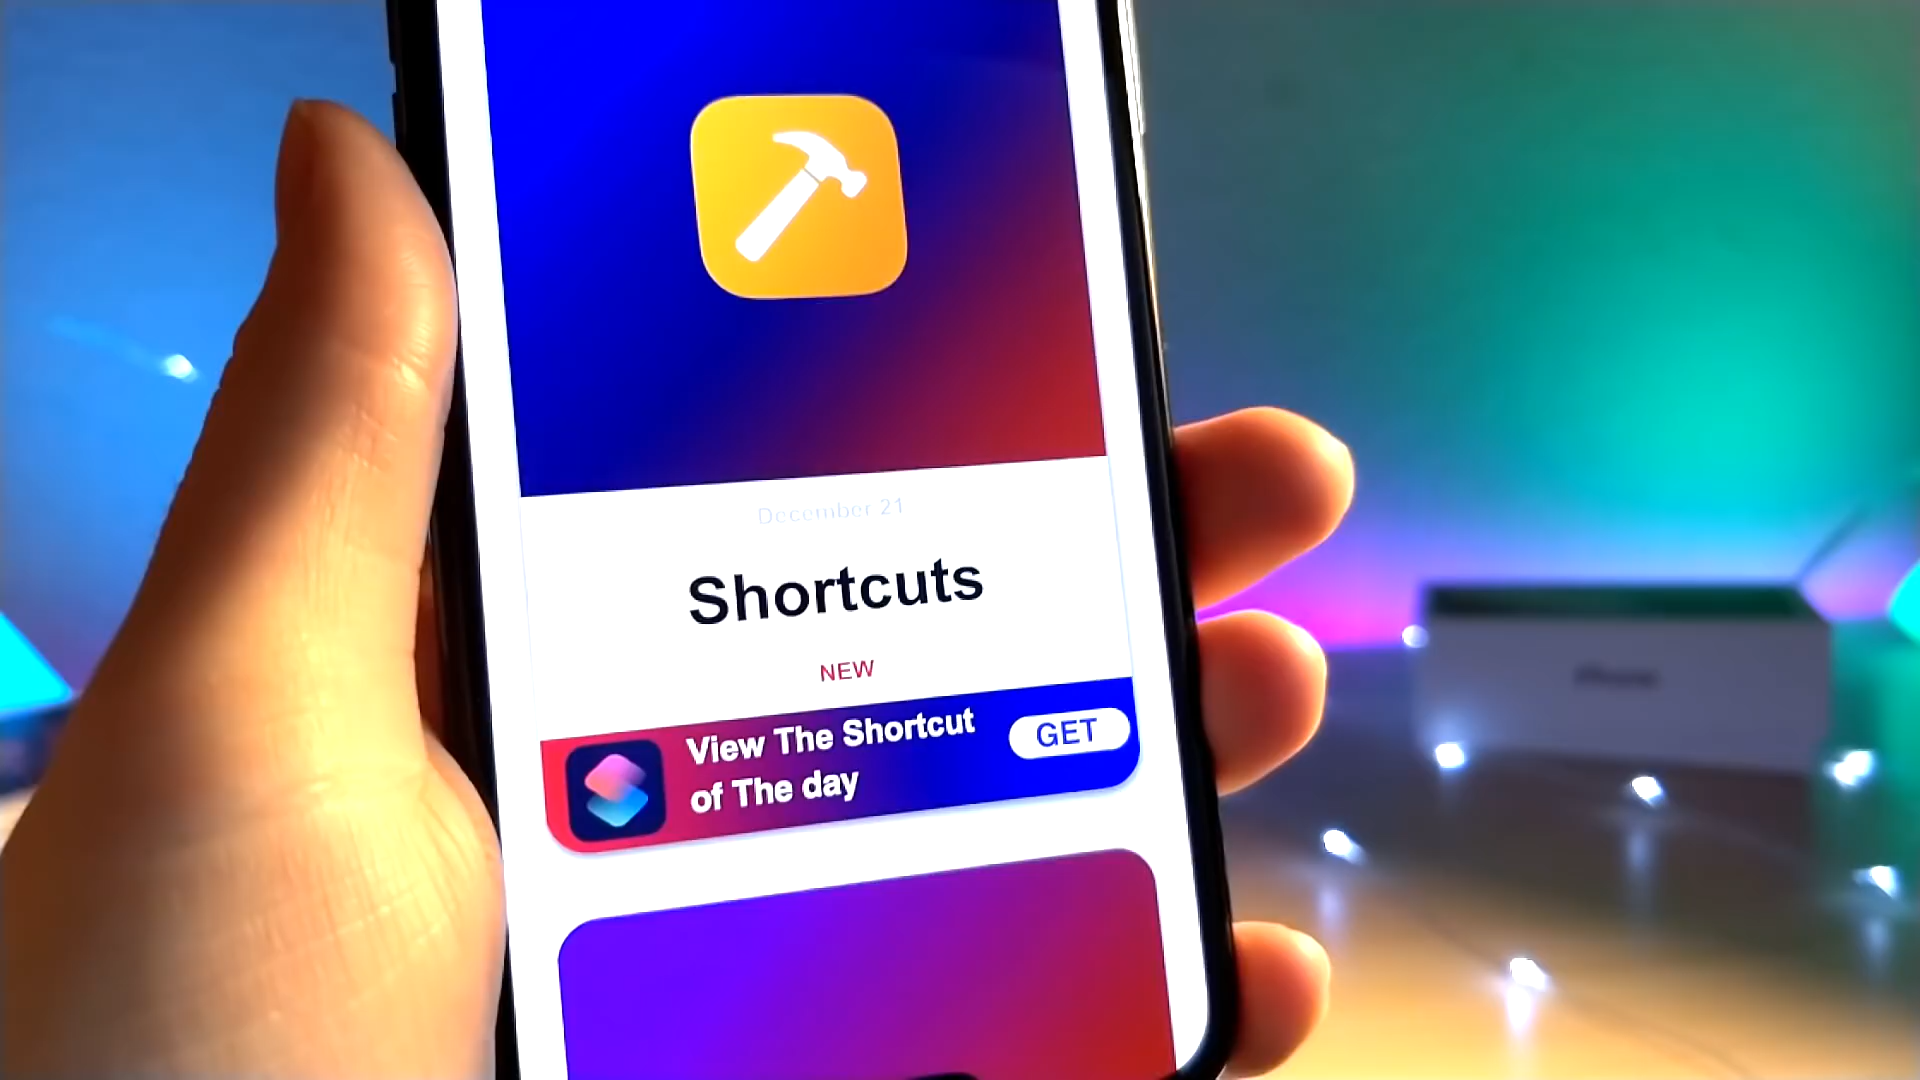 December 21
Shortcuts
NEW
View The Shortcut
of The day
GET